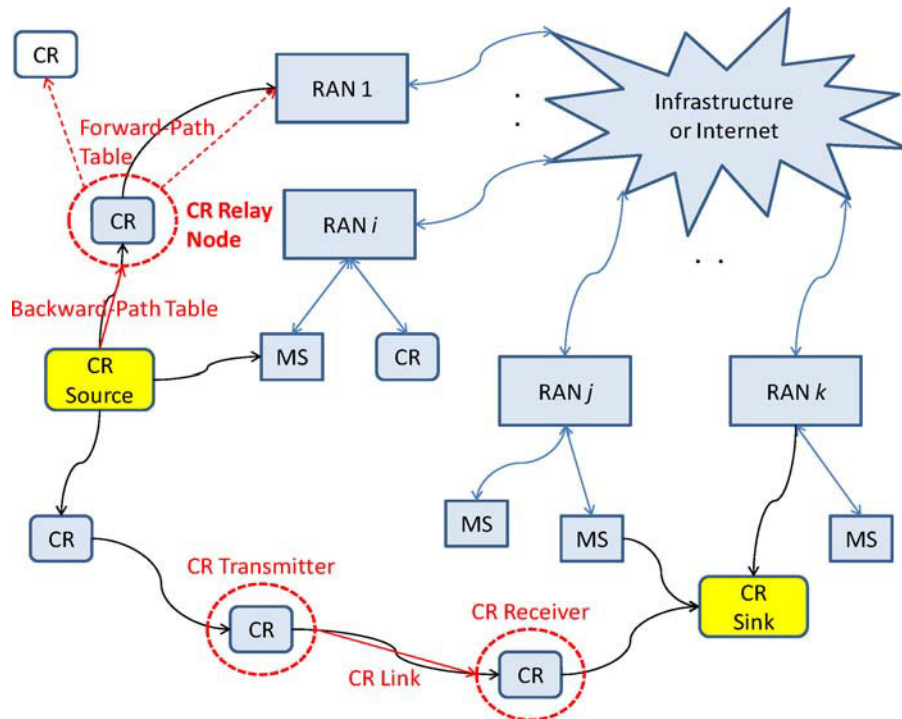 CR
RAN 1
Infrastructure
or Internet
Forward-Path
Table
CR
CR Relay
Node
RAN i
Backward-Path Table
MS
CR
CR
Source
RAN j
RAN k
CR
MS
MS
MS
CR Transmitter
CR
CR Receiver
CR
Sink
CR Link
CR